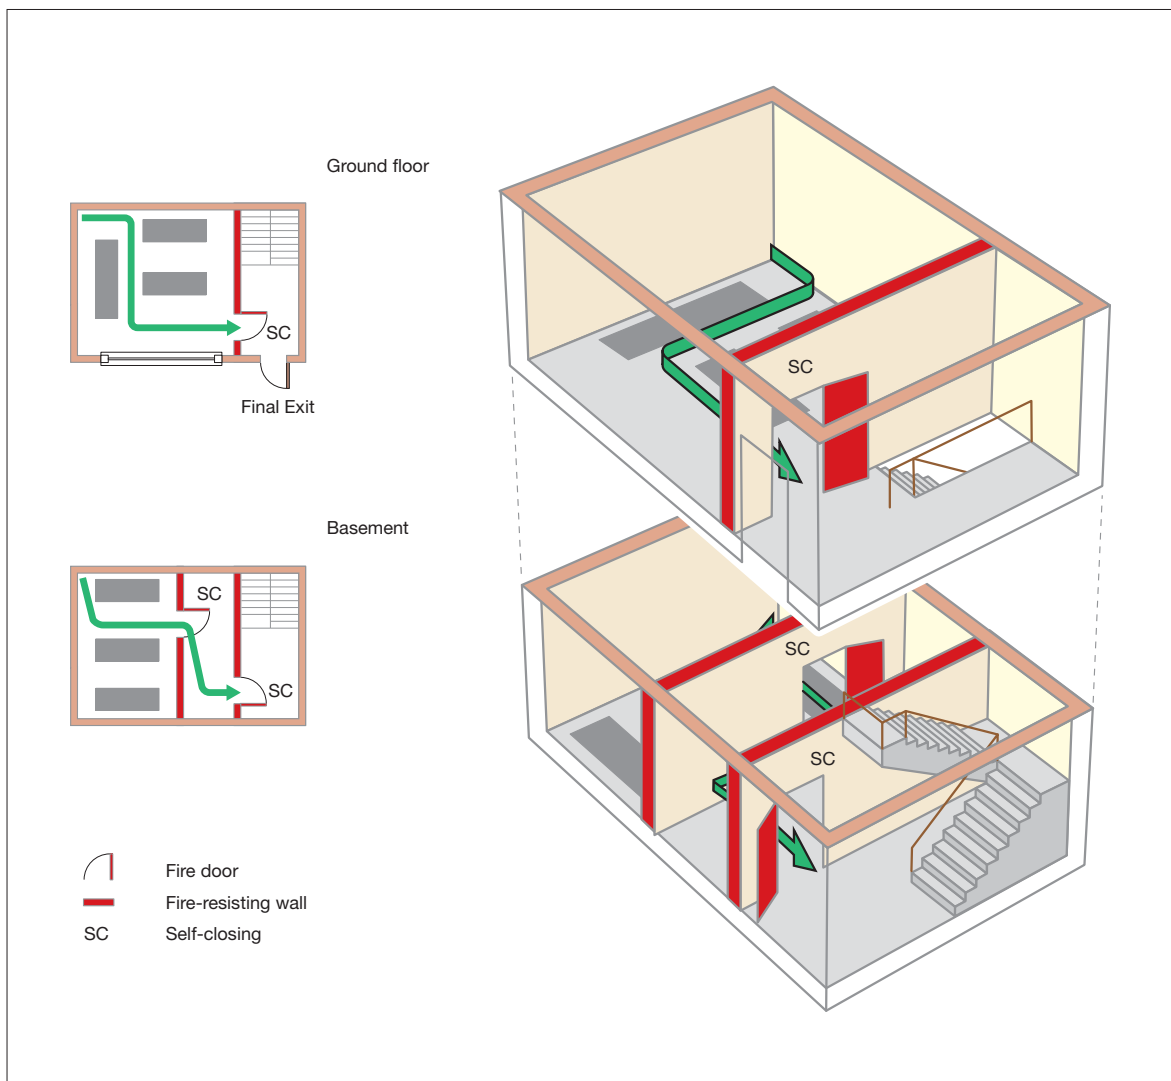 Ground floor
SC
Final Exit
SC
Basement
SC
SC
SC
SC
Fire door
Fire-resisting wall
SC
Self-closing